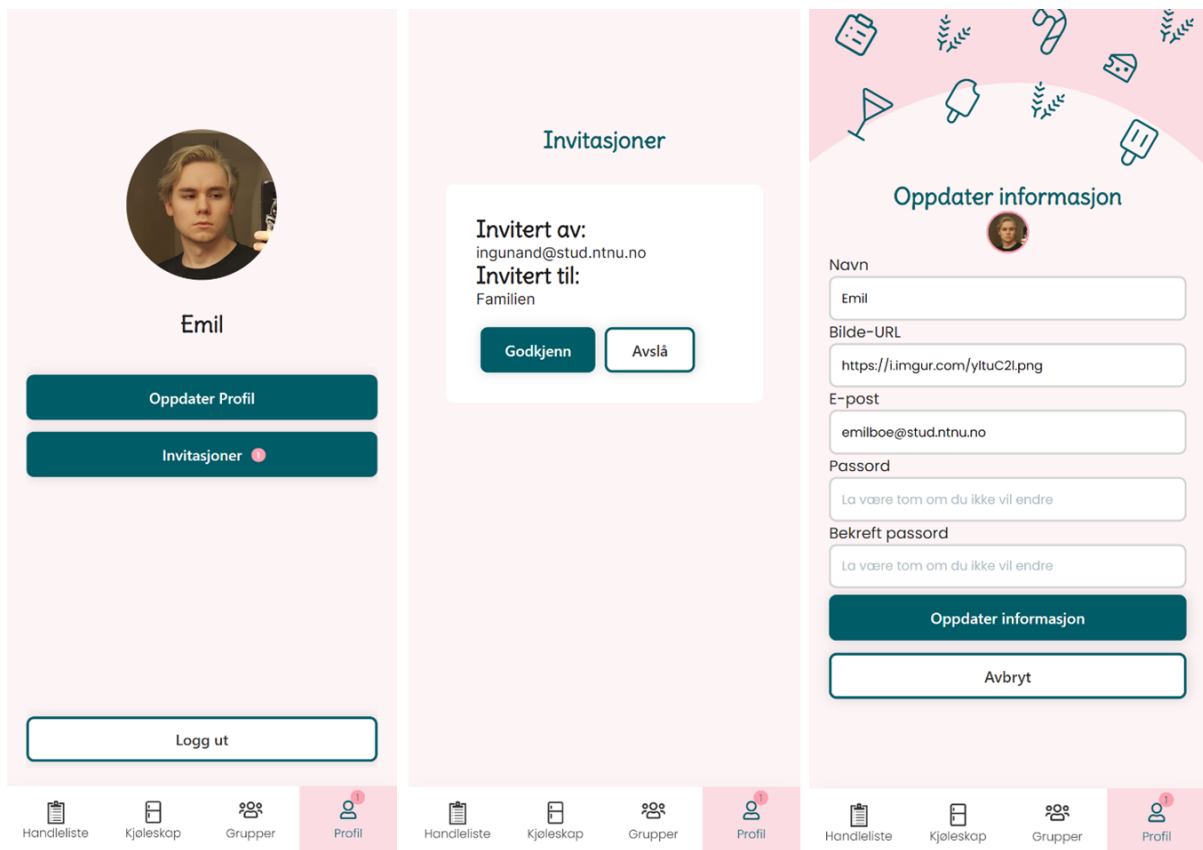 Emil
Oppdater Profil
Invitasjoner 1
Logg ut
Handleliste
Kjøleskap
Grupper
1
Profil
Invitasjoner
Invitert av:
ingunand@stud.ntnu.no
Invitert til:
Familien
Godkjenn
Avslå
Handleliste
Kjøleskap
Grupper
1
Profil
Oppdater informasjon
Navn
Emil
Bilde-URL
https://i.imgur.com/yltuC2l.png
E-post
emilboe@stud.ntnu.no
Passord
La være tom om du ikke vil endre
Bekreft passord
La være tom om du ikke vil endre
Oppdater informasjon
Avbryt
Handleliste
Kjøleskap
Grupper
1
Profil